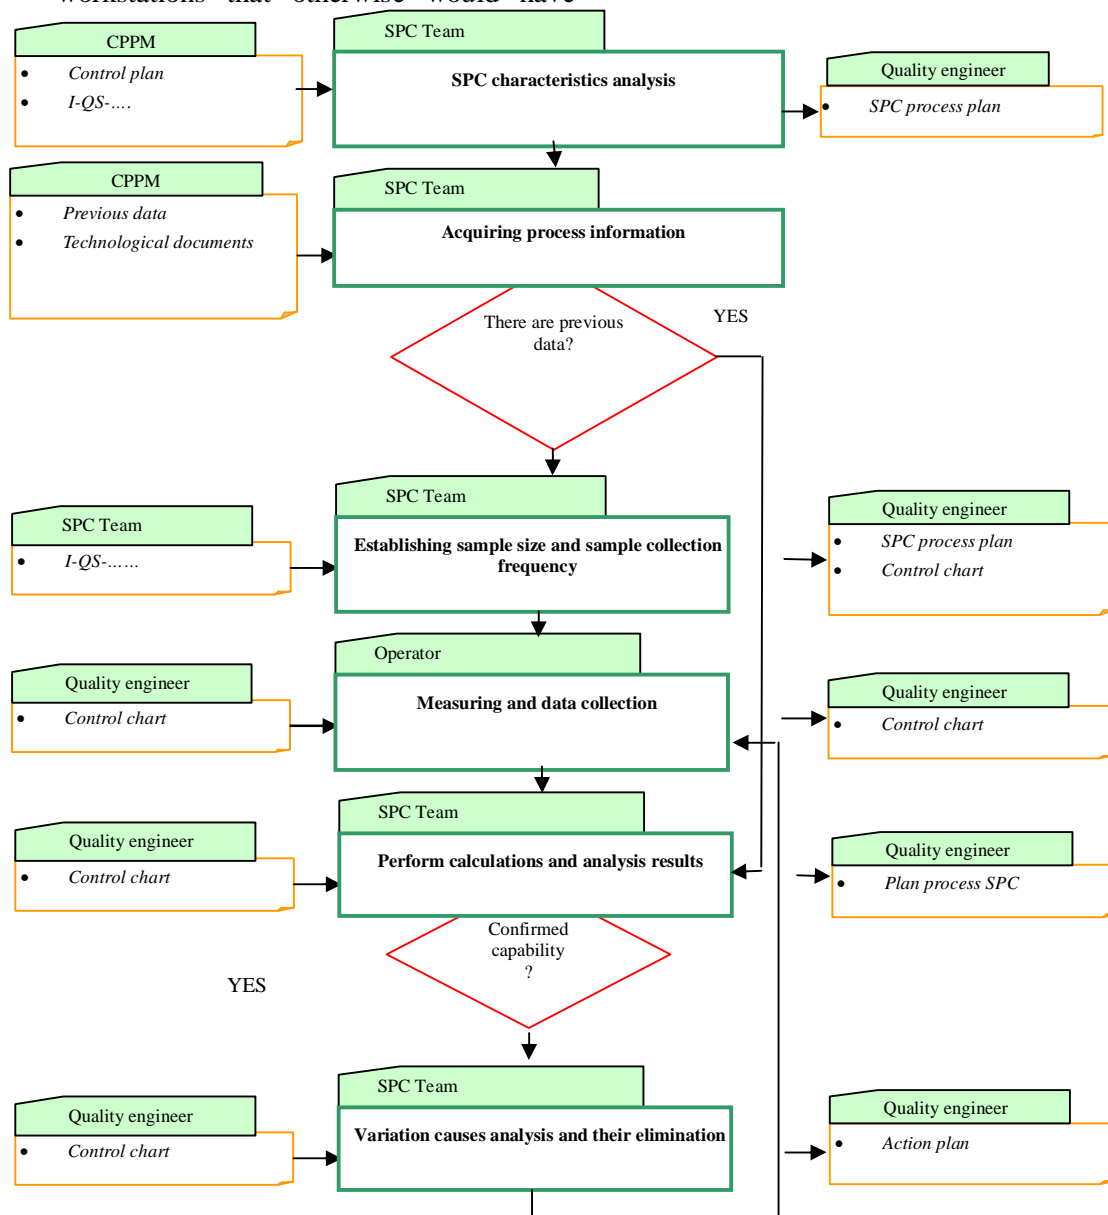 workstations that otherwise would have
CPPM
• Control plan
• I-QS-….
SPC Team
SPC characteristics analysis
Quality engineer
• SPC process plan
CPPM
• Previous data
• Technological documents
SPC Team
Acquiring process information
There are previous
data?
YES
SPC Team
• I-QS-……
SPC Team
Establishing sample size and sample collection
frequency
Quality engineer
• SPC process plan
• Control chart
Quality engineer
• Control chart
Operator
Measuring and data collection
Quality engineer
• Control chart
Quality engineer
• Control chart
SPC Team
Perform calculations and analysis results
Quality engineer
• Plan process SPC
Confirmed
capability
?
YES
Quality engineer
• Control chart
SPC Team
Variation causes analysis and their elimination
Quality engineer
• Action plan